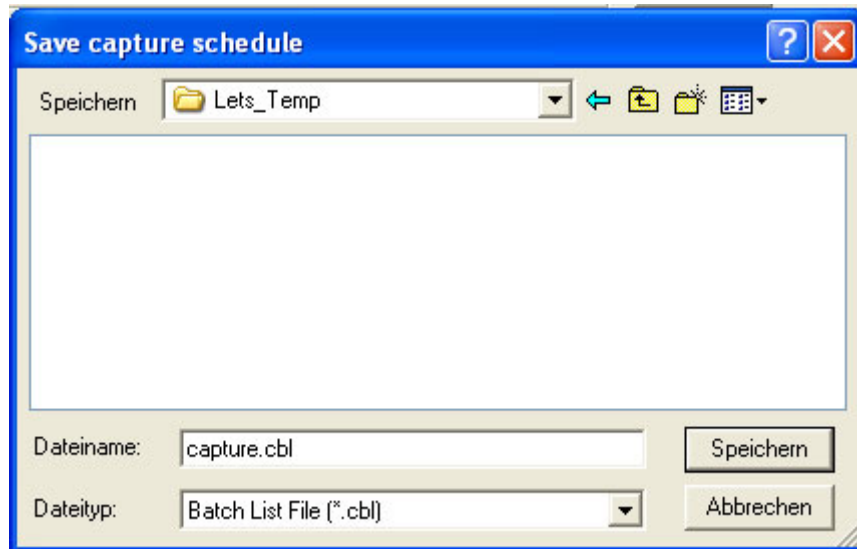 Save capture schedule
Speichern Lets_Temp
Dateiname: capture.cbl Speichern
Dateityp: Batch List File (*.cbl) Abbrechen